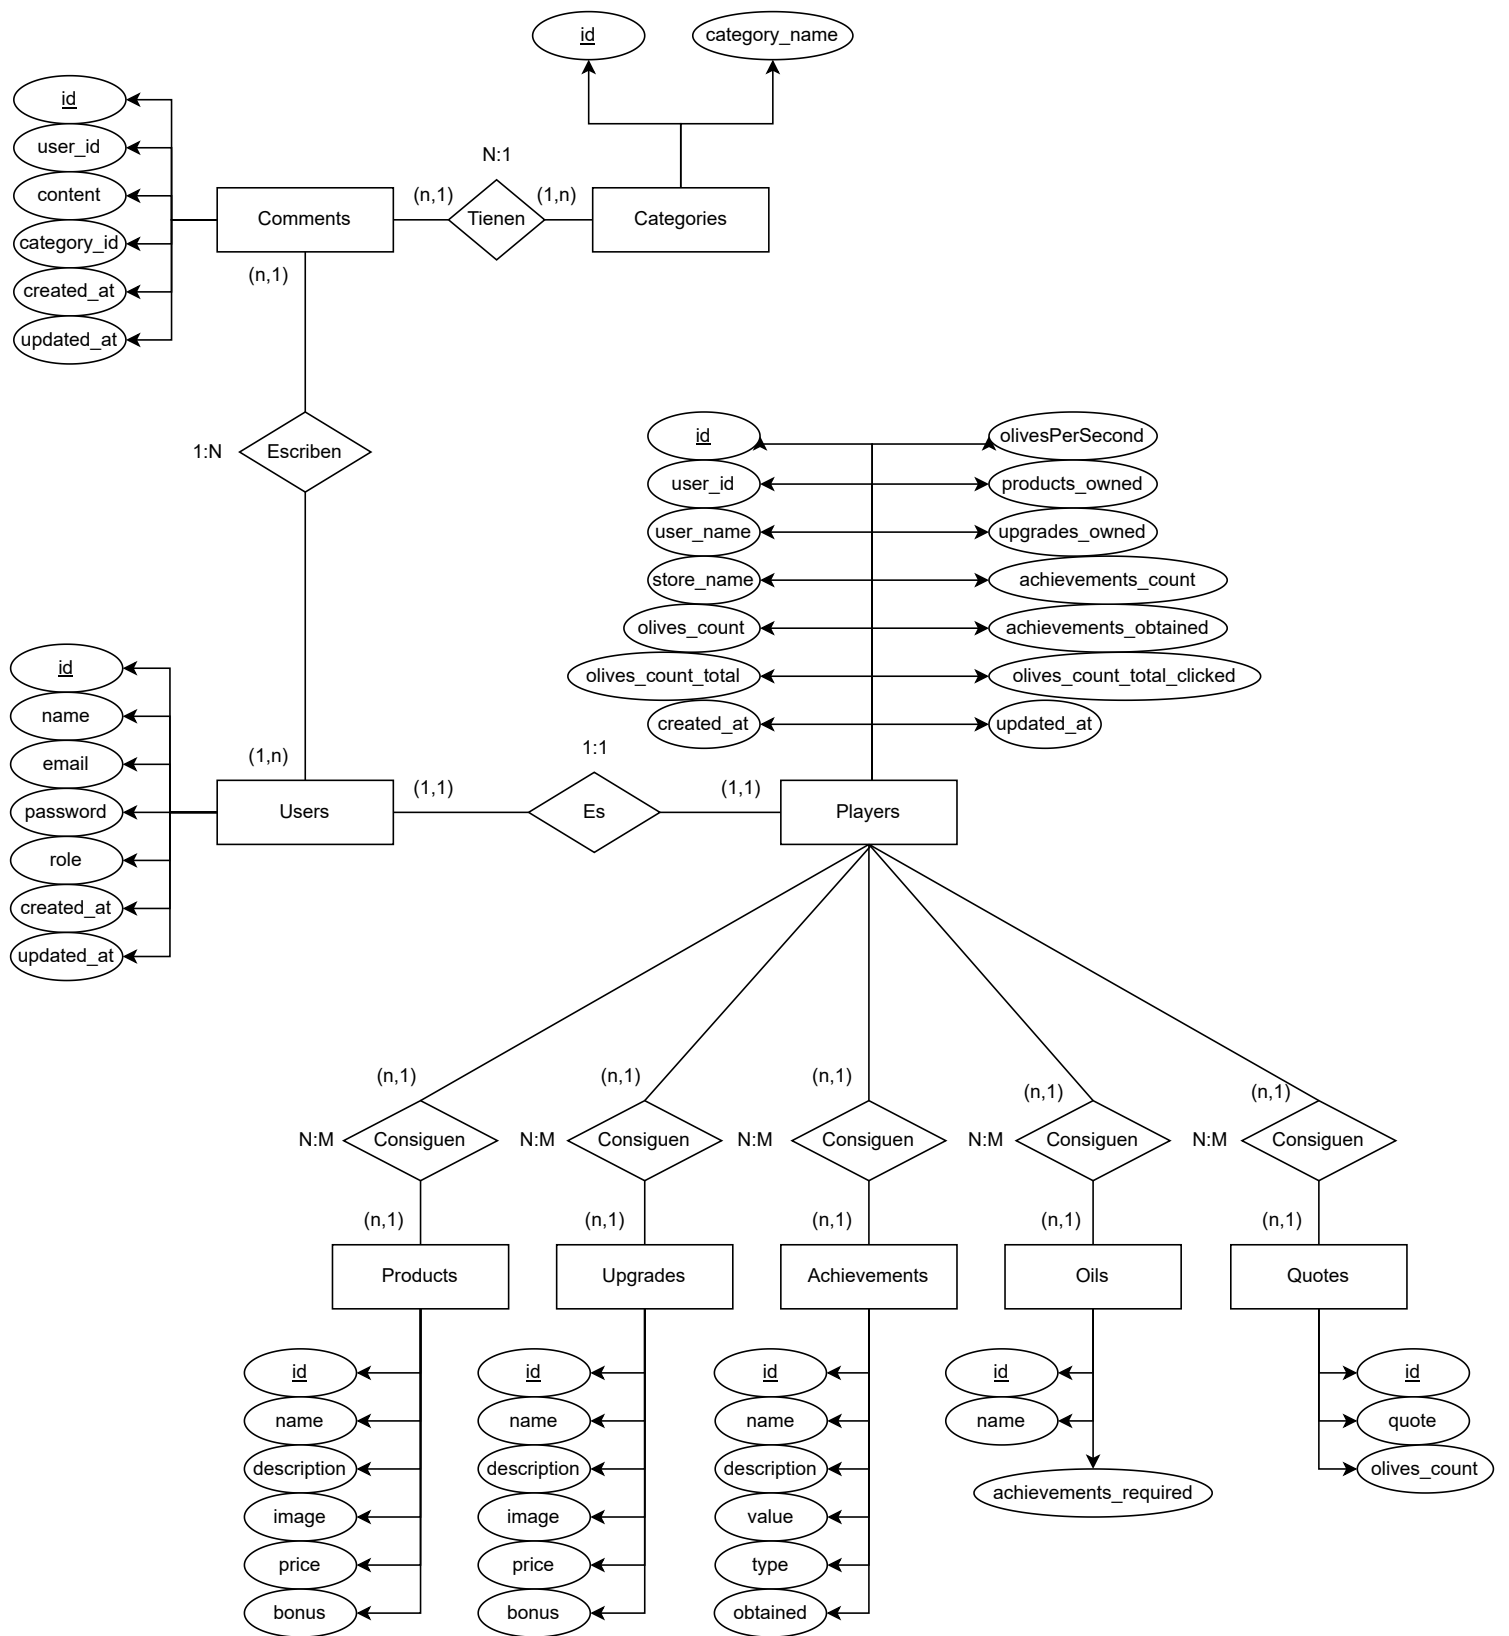 id
category_name
id
user_id
content
category_id
created_at
updated_at
N:1
Comments
(n,1)
Tienen
(1,n)
Categories
(n,1)
1:N
Escriben
(1,n)
id
user_id
user_name
store_name
olives_count
olives_count_total
created_at
olivesPerSecond
products_owned
upgrades_owned
achievements_count
achievements_obtained
olives_count_total_clicked
updated_at
id
name
email
password
role
created_at
updated_at
Users
(1,1)
1:1
Es
(1,1)
Players
(n,1)
(n,1)
(n,1)
(n,1)
(n,1)
N:M
Consiguen
N:M
Consiguen
N:M
Consiguen
N:M
Consiguen
N:M
Consiguen
(n,1)
(n,1)
(n,1)
(n,1)
(n,1)
Products
Upgrades
Achievements
Oils
Quotes
id
name
description
image
price
bonus
id
name
description
image
price
bonus
id
name
description
value
type
obtained
id
name
achievements_required
id
quote
olives_count